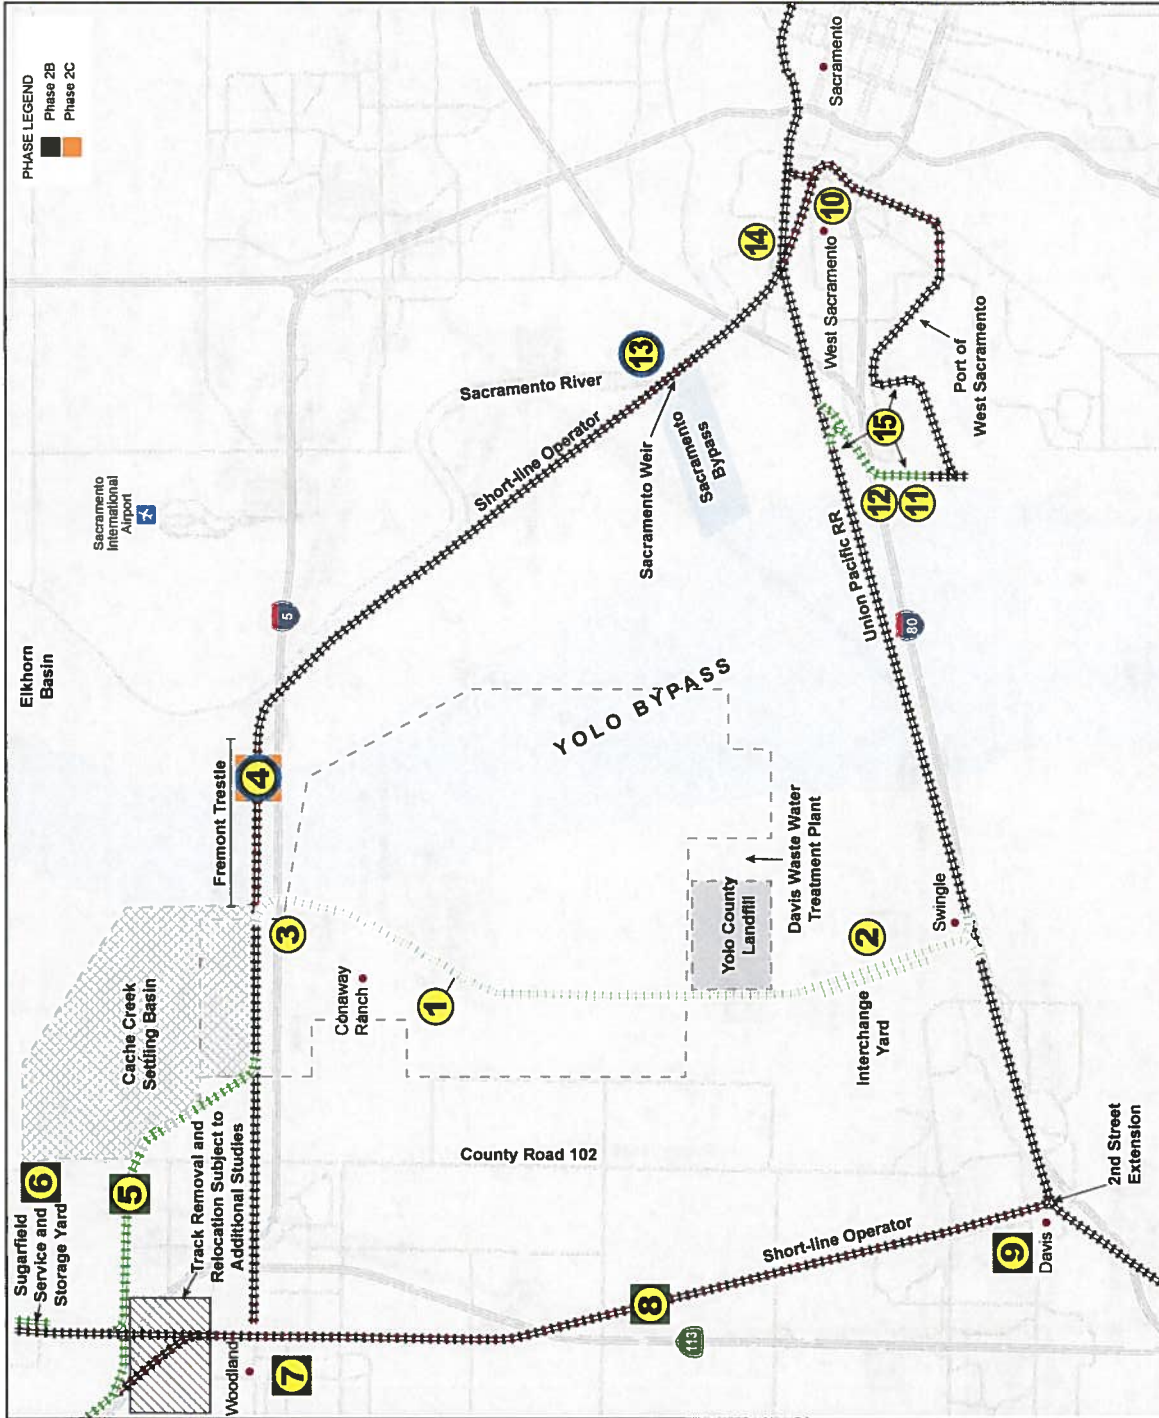 PHASE LEGEND
Phase 2B
Phase 2C
Elkhorn
Basin
Sacramento
International
Airport
5
Fremont Trestle
4
3
Cache Creek
Settling Basin
6
Sugarfield
Service and
Storage Yard
5
Track Removal and
Relocation Subject to
Additional Studies
Woodland
7
Conaway
Ranch
1
County Road 102
Short-line Operator
Sacramento River
13
Sacramento Weir
Sacramento
Bypass
YOLO BYPASS
Yolo County
Landfill
Davis Waste Water
Treatment Plant
2
Interchange
Yard
Swingle
Union Pacific RR
80
14
10
Sacramento
West Sacramento
15
12
11
Port of
West Sacramento
8
113
Short-line Operator
9
Davis
2nd Street
Extension